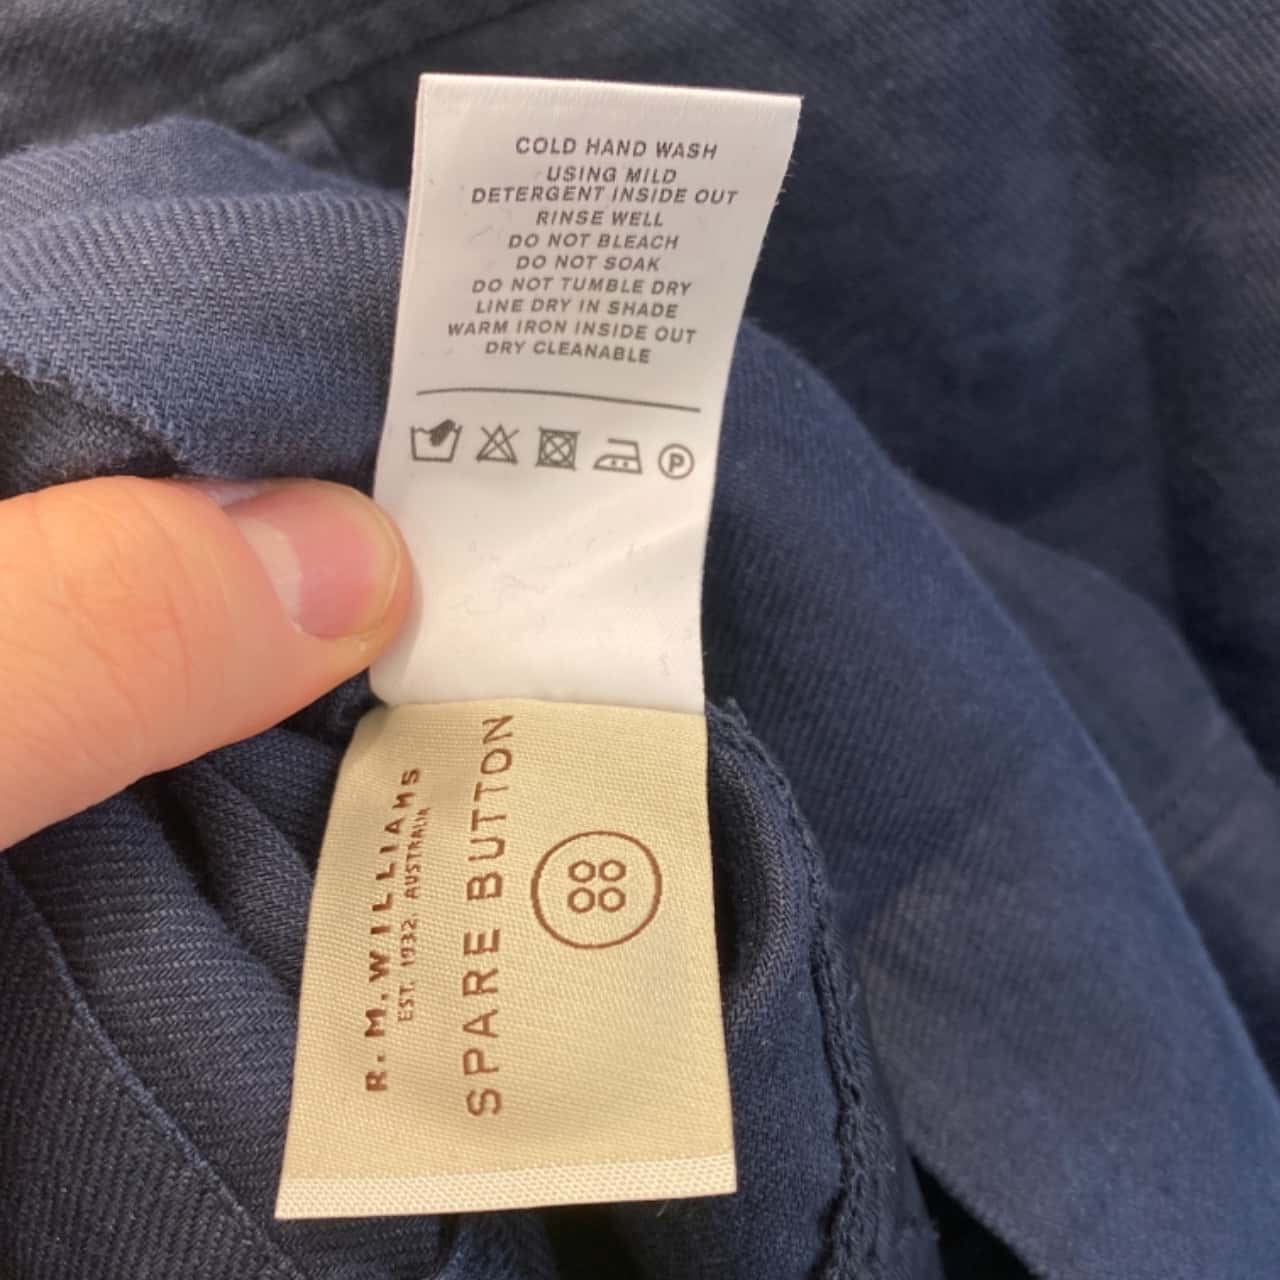 COLD HAND WASH
USING MILD
DETERGENT INSIDE OUT
RINSE WELL
DO NOT BLEACH
DO NOT SOAK
DO NOT TUMBLE DRY
LINE DRY IN SHADE
WARM IRON INSIDE OUT
DRY CLEANABLE
P
R.M.WILLIAMS
EST. 1932. AUSTRALIA
SPARE BUTTON